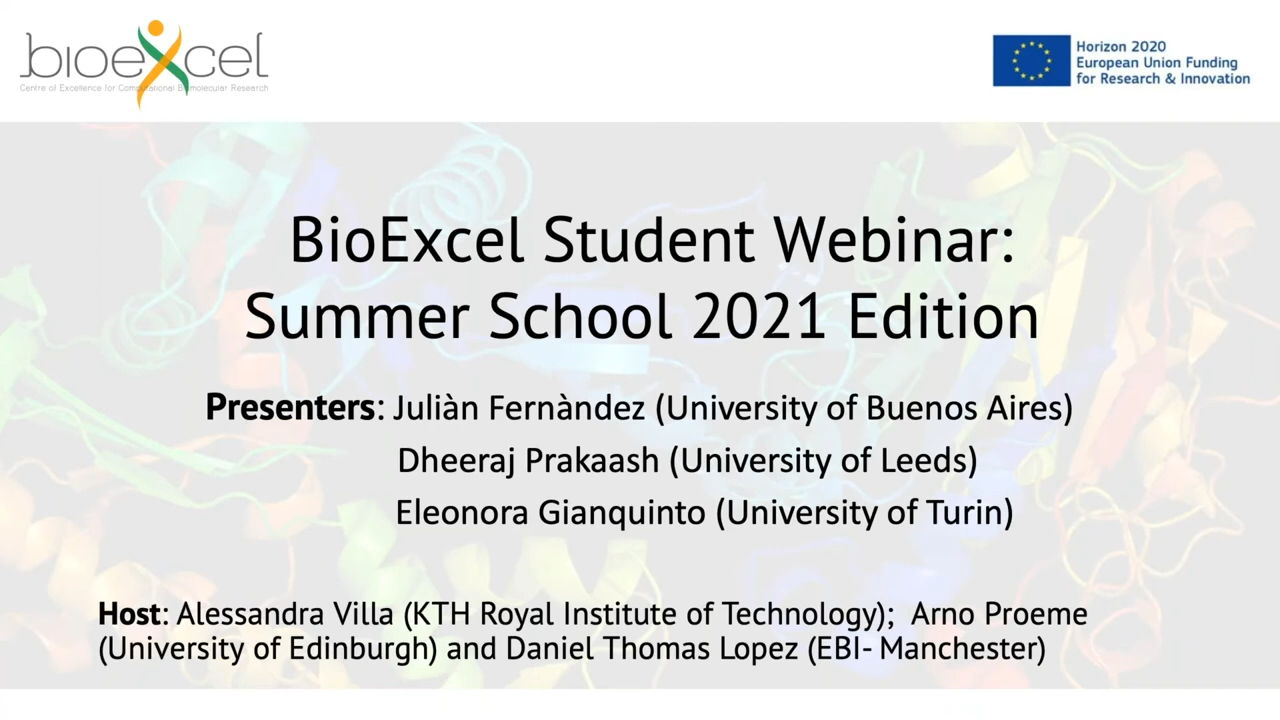 bioexcel
Centre of Excellence for Computational Biomolecular Research
Horizon 2020
European Union Funding
for Research & Innovation
BioExcel Student Webinar:
Summer School 2021 Edition
Presenters: Juliàn Fernàndez (University of Buenos Aires)
Dheeraj Prakaash (University of Leeds)
Eleonora Gianquinto (University of Turin)
Host: Alessandra Villa (KTH Royal Institute of Technology);  Arno Proeme
(University of Edinburgh) and Daniel Thomas Lopez (EBI- Manchester)